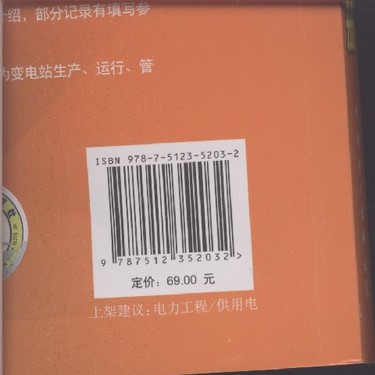 介绍，部分记录有填写参
为变电站生产、运行、管
ISBN 978-7-5123-5203-2
9 787512 352032>
定价：69.00 元
上架建议：电力工程/供用电